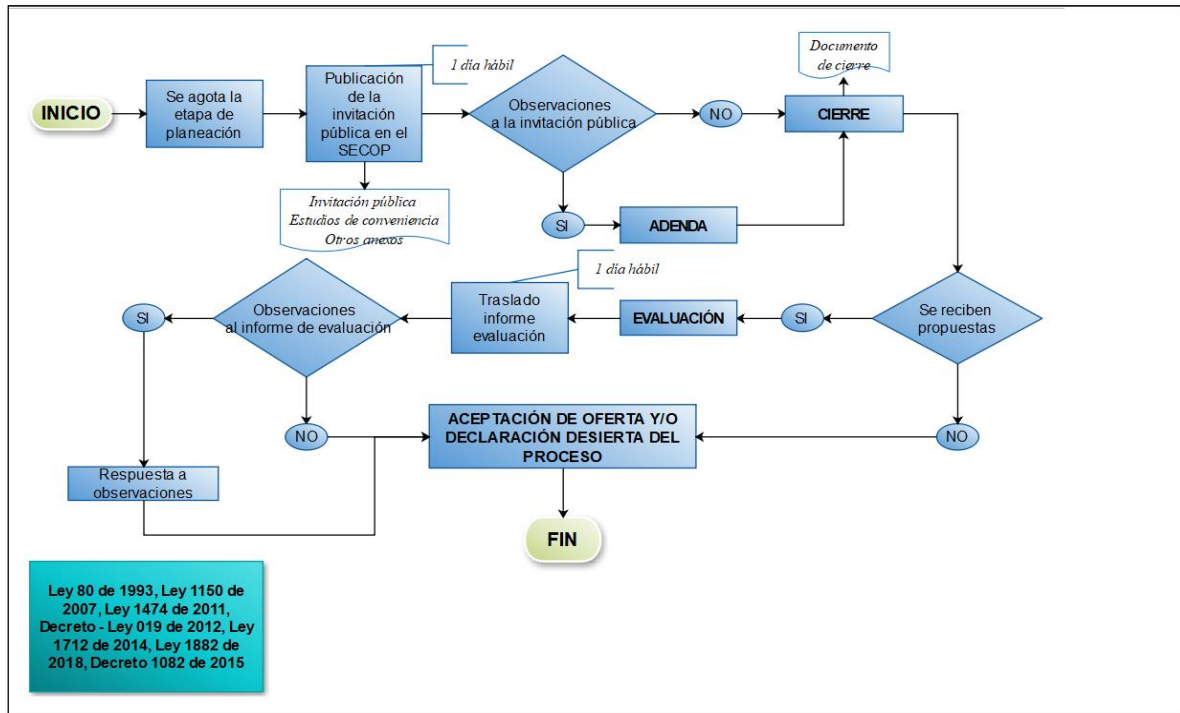 INICIO
Se agota la
etapa de
planeación
Publicación
de la
invitación
pública en el
SECOP
1 día hábil
Invitación pública
Estudios de conveniencia
Otros anexos
Observaciones
a la invitación pública
NO
SI
ADENDA
Documento
de cierre
CIERRE
Se reciben
propuestas
SI
NO
EVALUACIÓN
1 día hábil
Traslado
informe
evaluación
Observaciones
al informe de evaluación
SI
NO
Respuesta a
observaciones
ACEPTACIÓN DE OFERTA Y/O
DECLARACIÓN DESIERTA DEL
PROCESO
FIN
Ley 80 de 1993, Ley 1150 de
2007, Ley 1474 de 2011,
Decreto - Ley 019 de 2012, Ley
1712 de 2014, Ley 1882 de
2018, Decreto 1082 de 2015